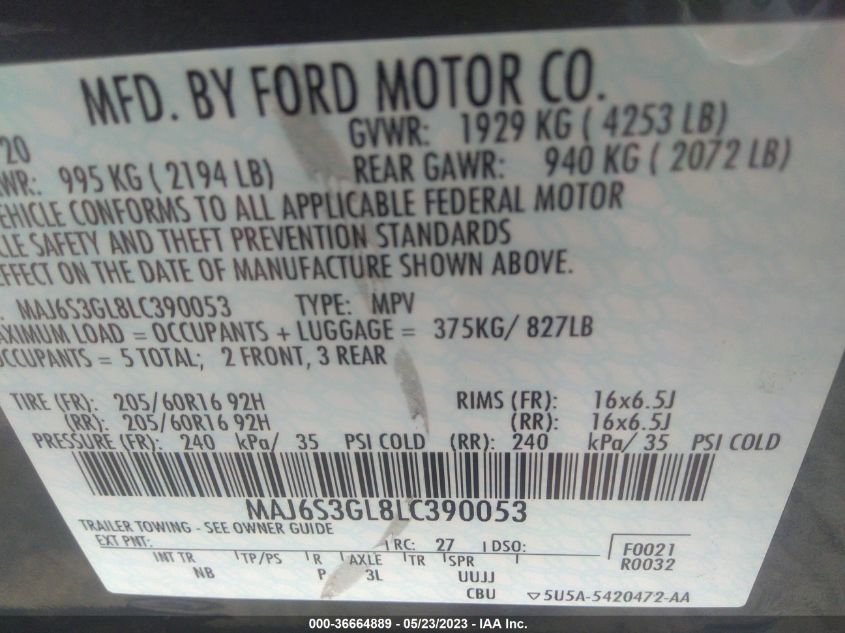 MFD. BY FORD MOTOR CO.
20 GVWR: 1929 KG ( 4253 LB)
WR: 995 KG ( 2194 LB) REAR GAWR: 940 KG ( 2072 LB)
EHICLE CONFORMS TO ALL APPLICABLE FEDERAL MOTOR
CLE SAFETY AND THEFT PREVENTION STANDARDS
EFFECT ON THE DATE OF MANUFACTURE SHOWN ABOVE.
MAJ6S3GL8LC390053 TYPE: MPV
AXIMUM LOAD = OCCUPANTS + LUGGAGE = 375KG/ 827LB
OCCUPANTS = 5 TOTAL; 2 FRONT, 3 REAR
TIRE (FR): 205/60R16 92H RIMS (FR): 16x6.5J
(RR): 205/60R16 92H (RR): 16x6.5J
PRESSURE (FR): 240 kPa/ 35 PSI COLD (RR): 240 kPa/ 35 PSI COLD
MAJ6S3GL8LC390053
TRAILER TOWING - SEE OWNER GUIDE
EXT PNT: RC: 27 DSO: F0021
INT TR TP/PS R AXLE TR SPR R0032
NB P 3L UUJJ
CBU ▽5U5A-5420472-AA
000-36664889 - 05/23/2023 - IAA Inc.